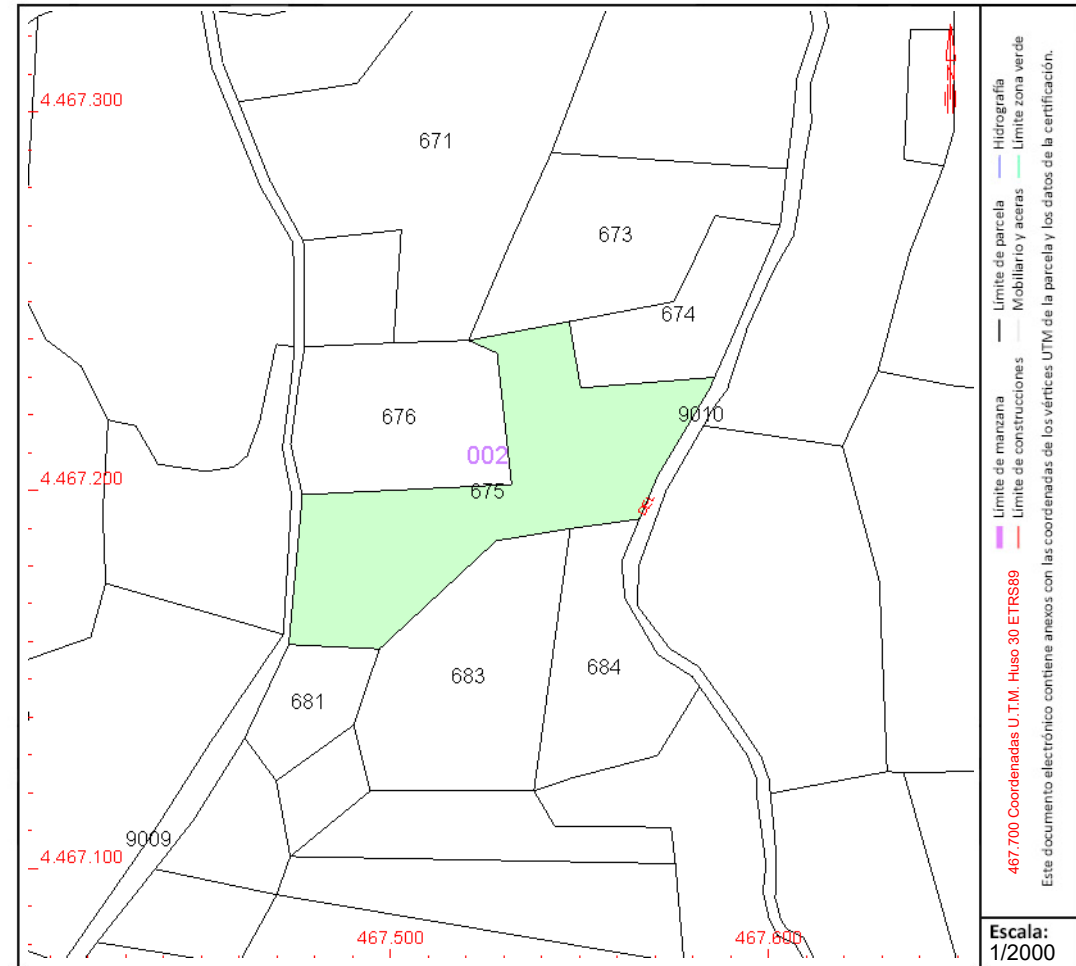 4.467.300
671
673
674
676
9010
002
4.467.200
675
684
683
681
9009
4.467.100
467.500
467.600
Límite de manzana
Límite de parcela
Hidrografía
Límite de construcciones
Mobiliario y aceras
Límite zona verde
467.700 Coordenadas U.T.M. Huso 30 ETRS89
Este documento electrónico contiene anexos con las coordenadas de los vértices UTM de la parcela y los datos de la certificación.
Escala:
1/2000